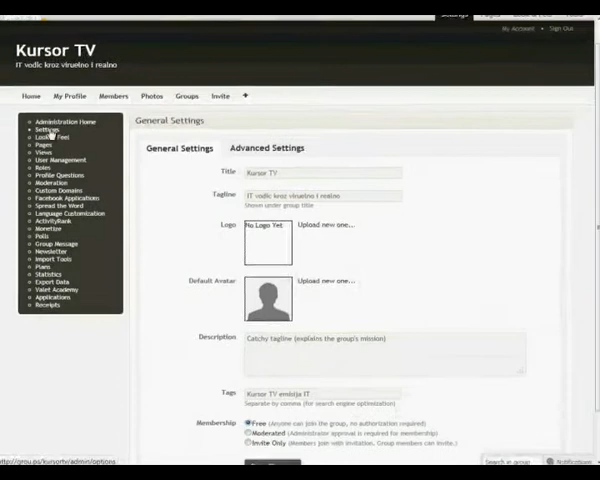 Kursor TV
IT vodic kroz viruelno i realno
My Account • Sign Out
Home My Profile Members Photos Groups Invite +
Administration Home
Settings
Look Feel
Pages
Views
User Management
Roles
Profile Questions
Moderation
Custom Domains
Facebook Applications
Spread the Word
Language Customization
ActivityRank
Monetize
Polls
Group Message
Newsletter
Import Tools
Plans
Statistics
Export Data
Valet Academy
Applications
Receipts
General Settings
General Settings Advanced Settings
Title Kursor TV
Tagline IT vodic kroz viruelno i realno
Shown under group title
Logo No Logo Yet Upload new one...
Default Avatar Upload new one...
Description Catchy tagline (explains the group's mission)
Tags Kursor TV emisija IT
Separate by comma (for search engine optimization)
Membership Free (Anyone can join the group, no authorization required)
Moderated (Administrator approval is required for membership)
Invite Only (Members join with invitation. Group members can invite.)
http://grou.ps/kursortv/admin/options
Search in group Notifications